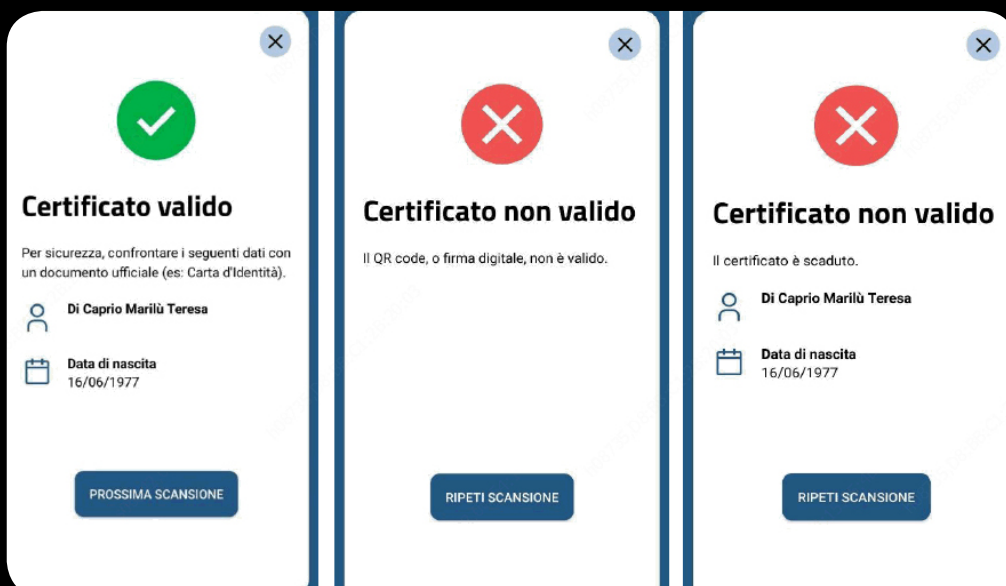 Certificato valido
Per sicurezza, confrontare i seguenti dati con
un documento ufficiale (es: Carta d'Identità).
Di Caprio Marilù Teresa
Data di nascita
16/06/1977
PROSSIMA SCANSIONE
Certificato non valido
Il QR code, o firma digitale, non è valido.
RIPETI SCANSIONE
Certificato non valido
Il certificato è scaduto.
Di Caprio Marilù Teresa
Data di nascita
16/06/1977
RIPETI SCANSIONE